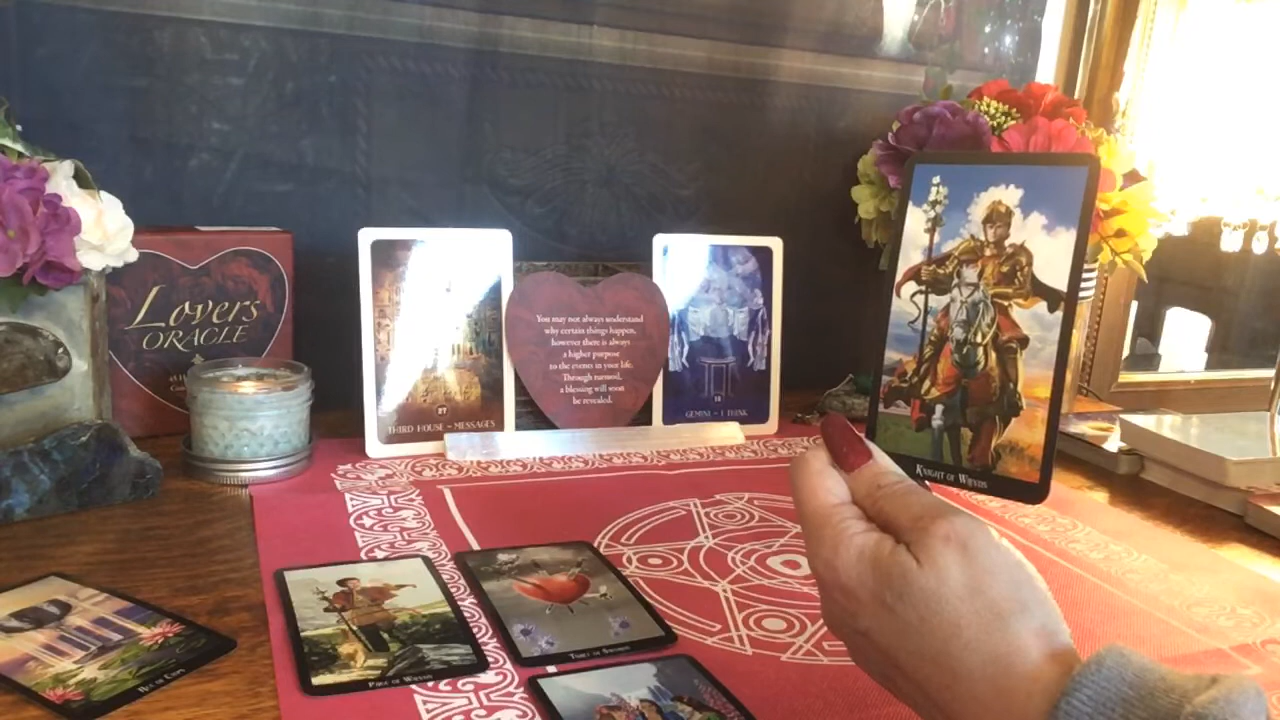 Lovers
ORACLE
27
THIRD HOUSE ~ MESSAGES
You may not always understand
why certain things happen,
however there is always
a higher purpose
to the events in your life.
Through turmoil,
a blessing will soon
be revealed.
18
GEMINI ~ I THINK
KNIGHT OF WANDS
PAGE OF WANDS
THREE OF SWORDS
ACE OF CUPS